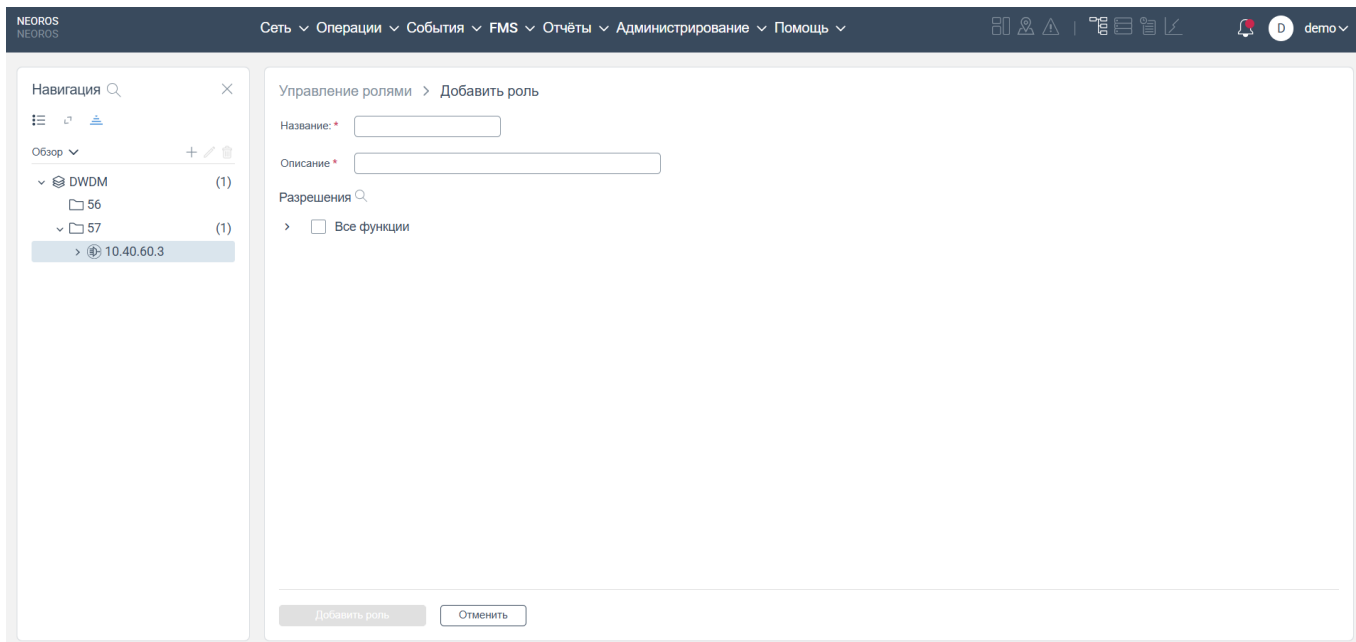 NEOROS
NEOROS
Сеть Операции События FMS Отчёты Администрирование Помощь
D demo
Навигация
Обзор
DWDM (1)
56
57 (1)
10.40.60.3
Управление ролями > Добавить роль
Название: *
Описание *
Разрешения
Все функции
Добавить роль Отменить